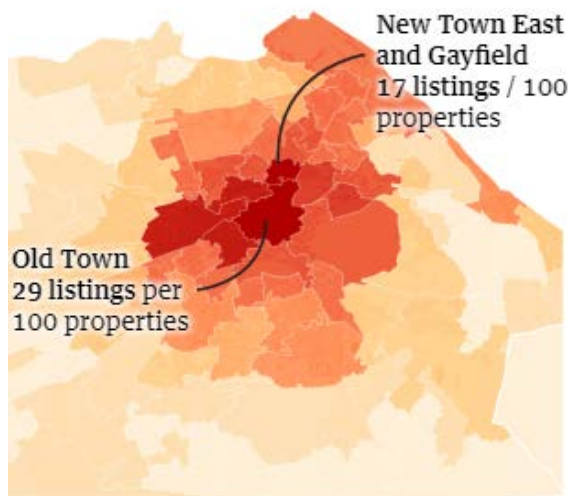 New Town East
and Gayfield
17 listings / 100
properties
Old Town
29 listings per
100 properties